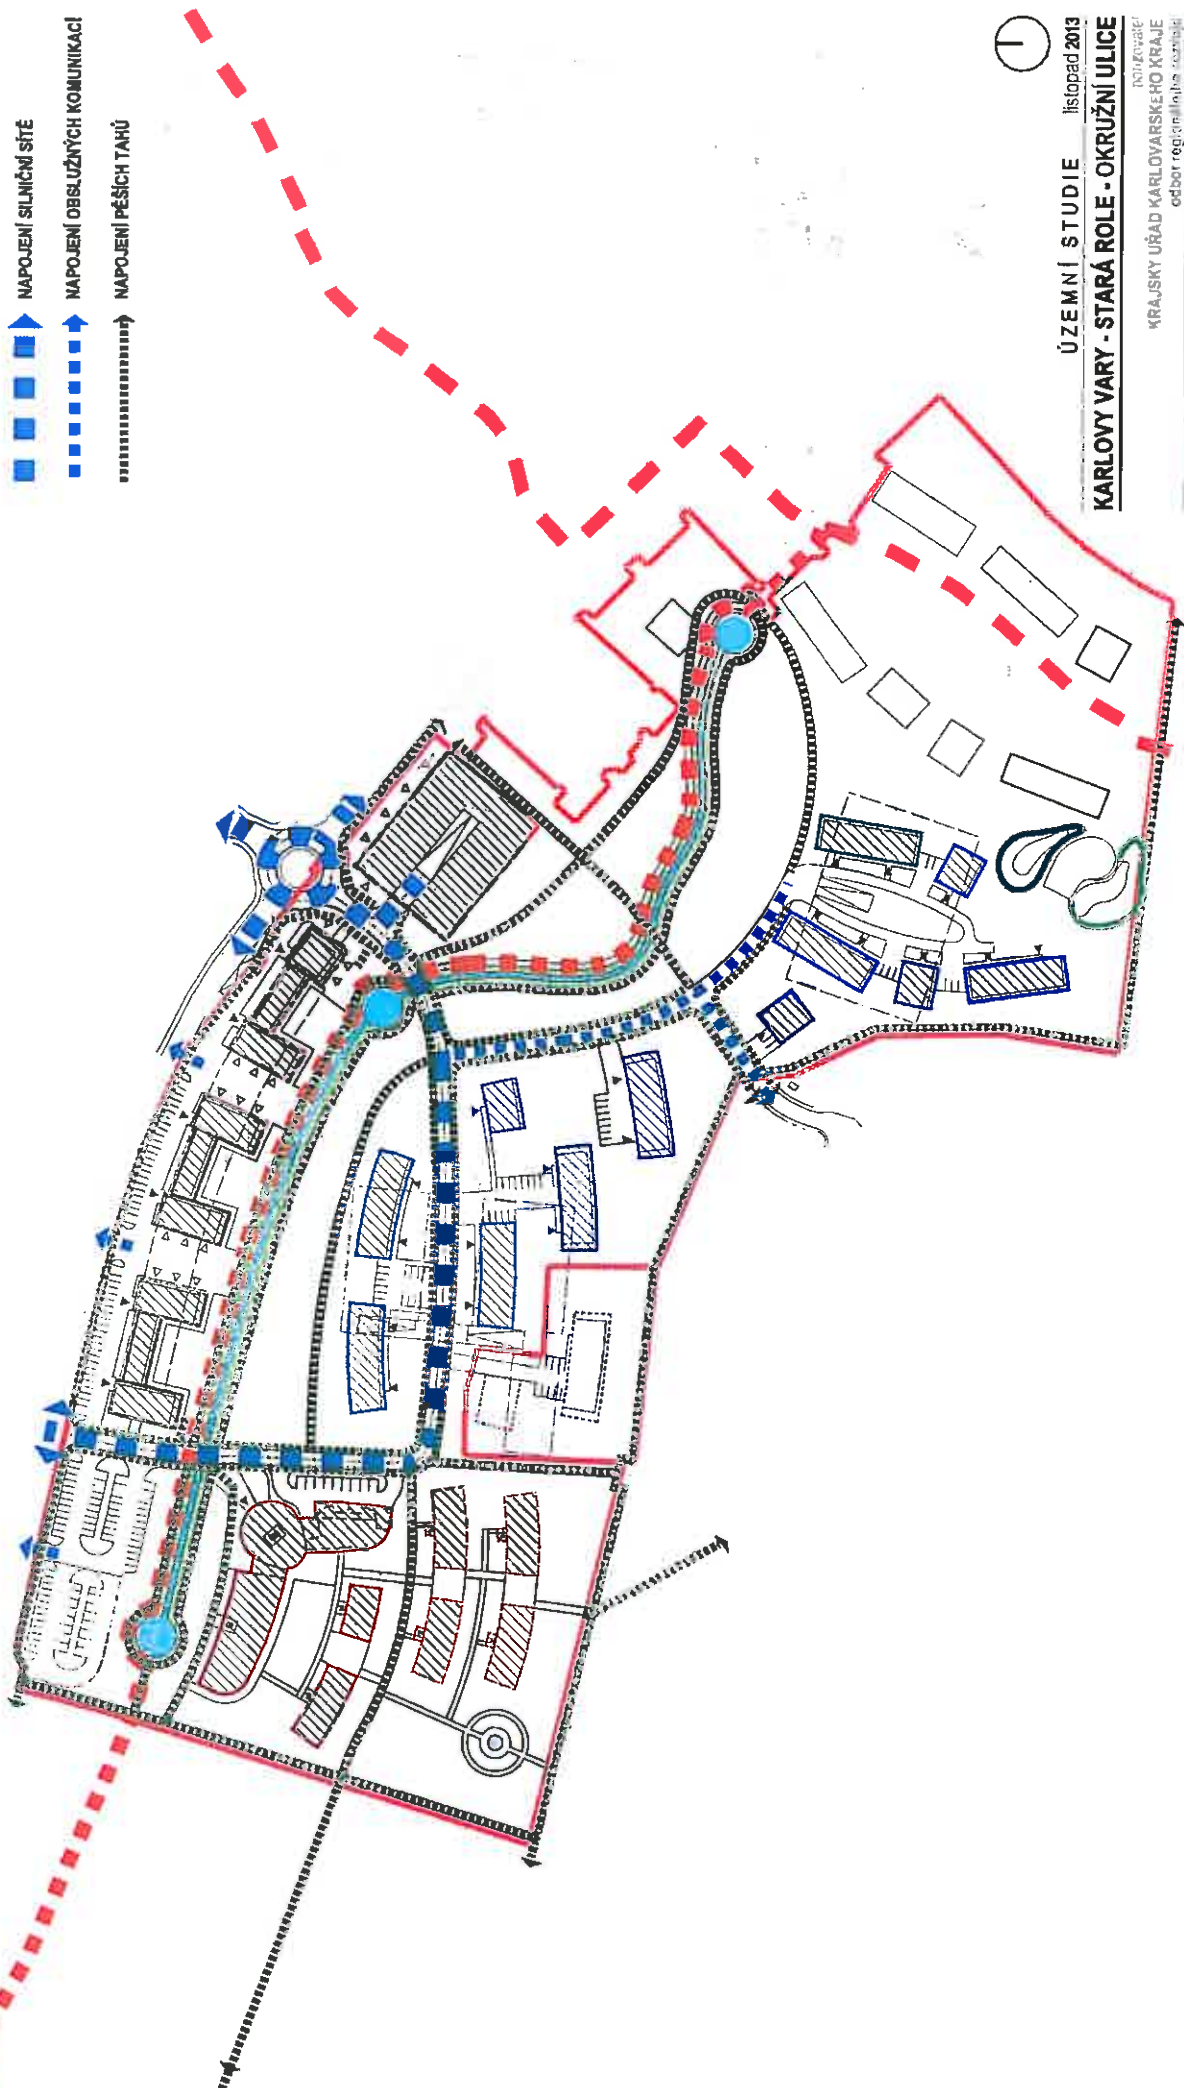 NAPOJENÍ SILNIČNÍ SÍTĚ
NAPOJENÍ OBSLUŽNÝCH KOMUNIKACÍ
NAPOJENÍ PĚŠÍCH TAHŮ
ÚZEMNÍ STUDIE listopad 2013
KARLOVY VARY - STARÁ ROLE - OKRUŽNÍ ULICE
KRAJSKÝ ÚŘAD KARLOVARSKÉHO KRAJE
odbor